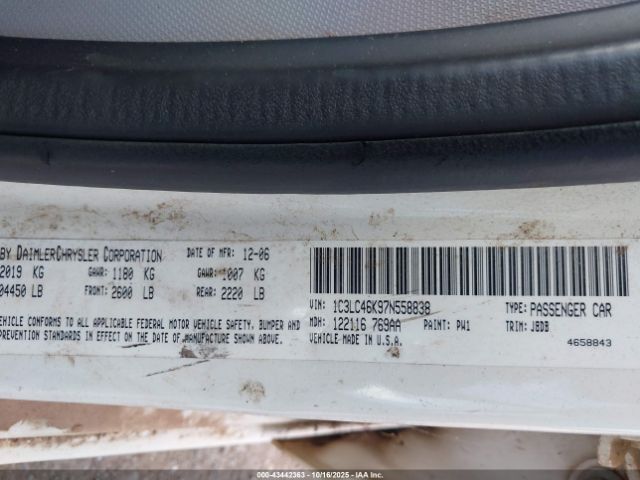 BY DAIMLERCHRYSLER CORPORATION DATE OF MFR: 12-06
2019 KG GAWR: 1180 KG GAWR: 1007 KG
04450 LB FRONT: 2600 LB REAR: 2220 LB
VEHICLE CONFORMS TO ALL APPLICABLE FEDERAL MOTOR VEHICLE SAFETY, BUMPER AND
PREVENTION STANDARDS IN EFFECT ON THE DATE OF MANUFACTURE SHOWN ABOVE.
VIN: 1C3LC46K97N558838 TYPE: PASSENGER CAR
MDH: 122116 769AA PAINT: PW1 TRIM: JBDB
VEHICLE MADE IN U.S.A. 4658843
000-43442363 - 10/16/2025 - IAA Inc.